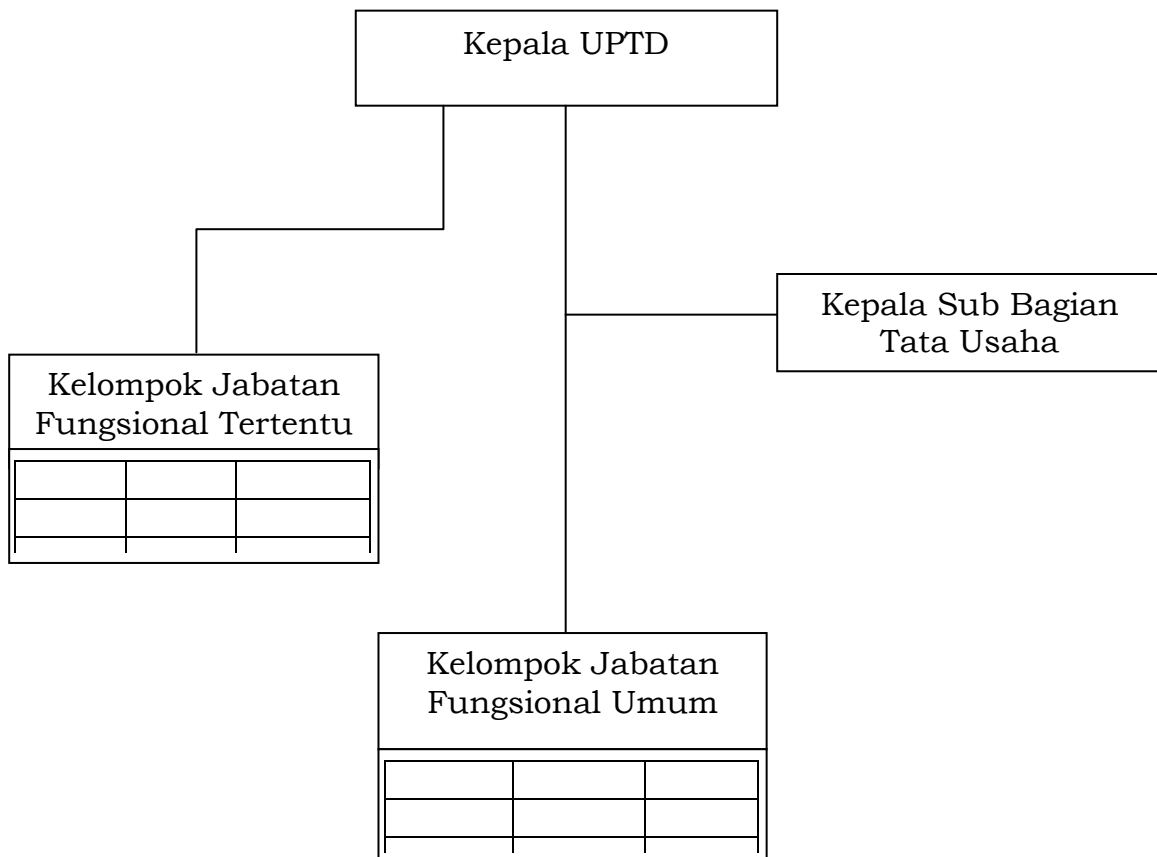 Kepala UPTD
Kepala Sub Bagian
Tata Usaha
Kelompok Jabatan
Fungsional Tertentu
Kelompok Jabatan
Fungsional Umum